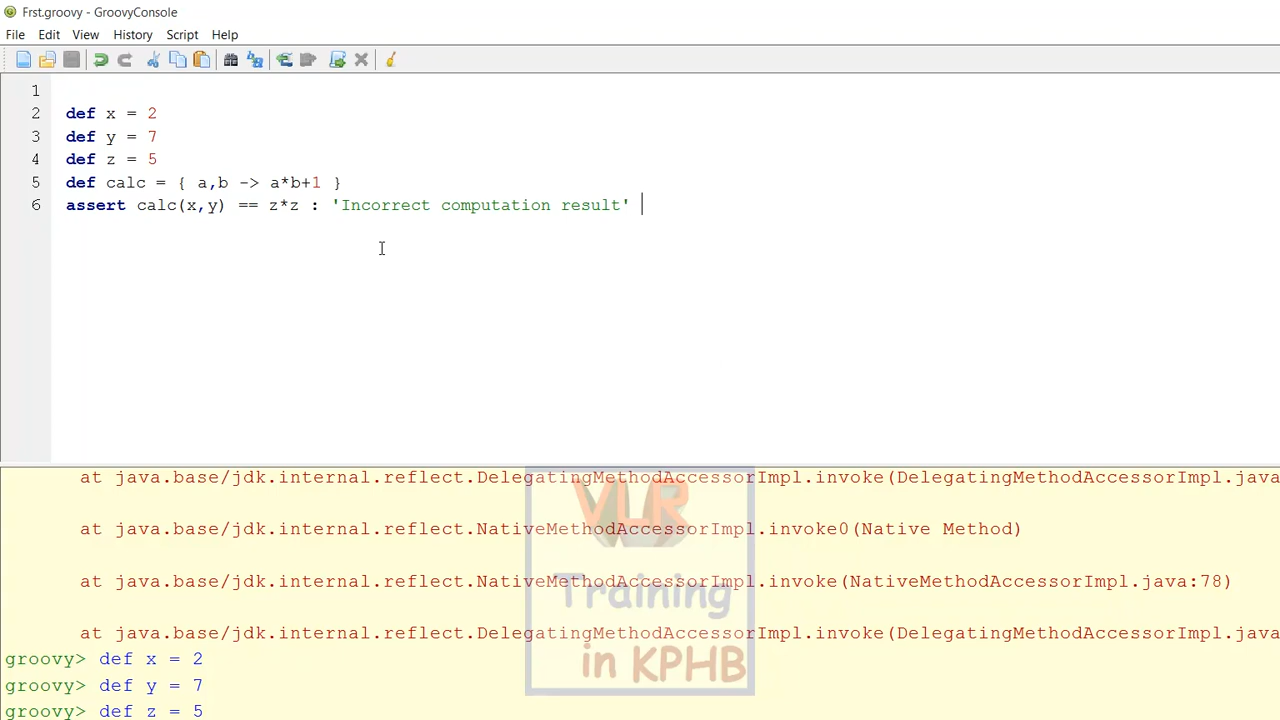 Frst.groovy - GroovyConsole
File Edit View History Script Help
1
2 def x = 2
3 def y = 7
4 def z = 5
5 def calc = { a,b -> a*b+1 }
6 assert calc(x,y) == z*z : 'Incorrect computation result'
at java.base/jdk.internal.reflect.DelegatingMethodAccessorImpl.invoke(DelegatingMethodAccessorImpl.java
at java.base/jdk.internal.reflect.NativeMethodAccessorImpl.invoke0(Native Method)
at java.base/jdk.internal.reflect.NativeMethodAccessorImpl.invoke(NativeMethodAccessorImpl.java:78)
at java.base/jdk.internal.reflect.DelegatingMethodAccessorImpl.invoke(DelegatingMethodAccessorImpl.java
groovy> def x = 2
groovy> def y = 7
groovy> def z = 5
VLR
Training
in KPHB